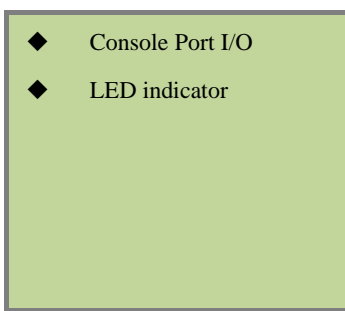 ◆ Console Port I/O
◆ LED indicator